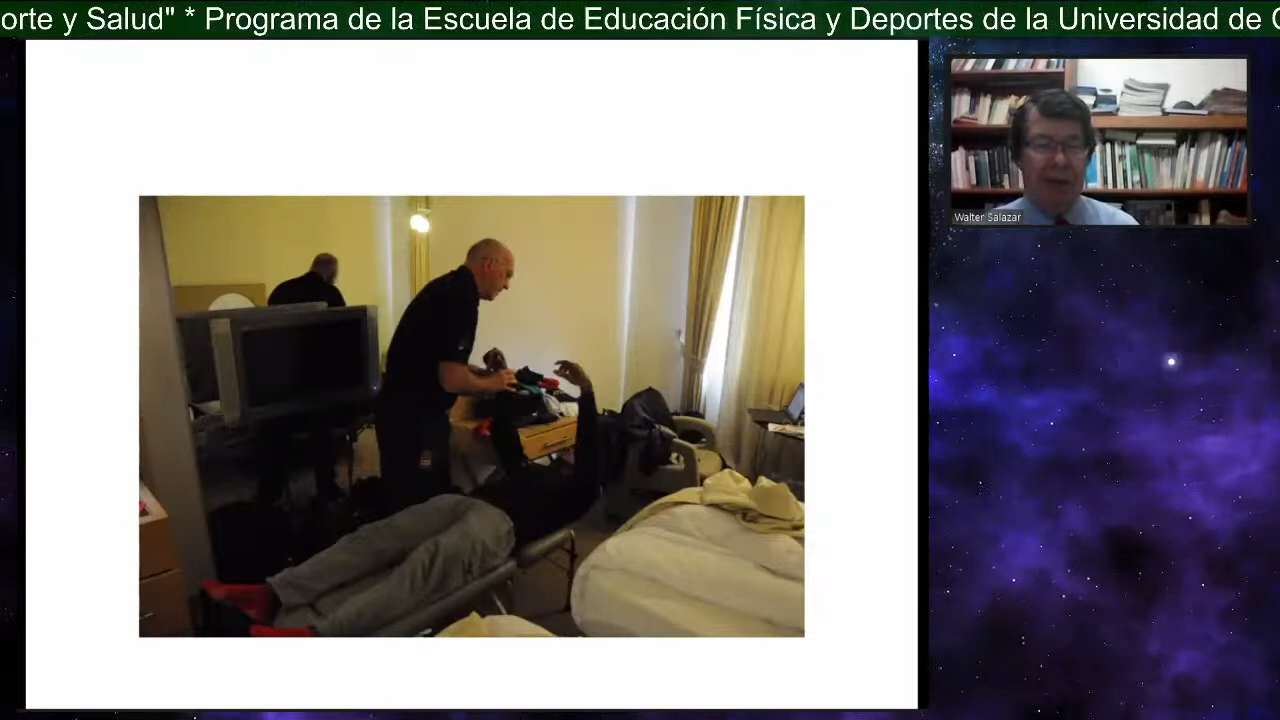 orte y Salud" * Programa de la Escuela de Educación Física y Deportes de la Universidad de
Walter Salazar